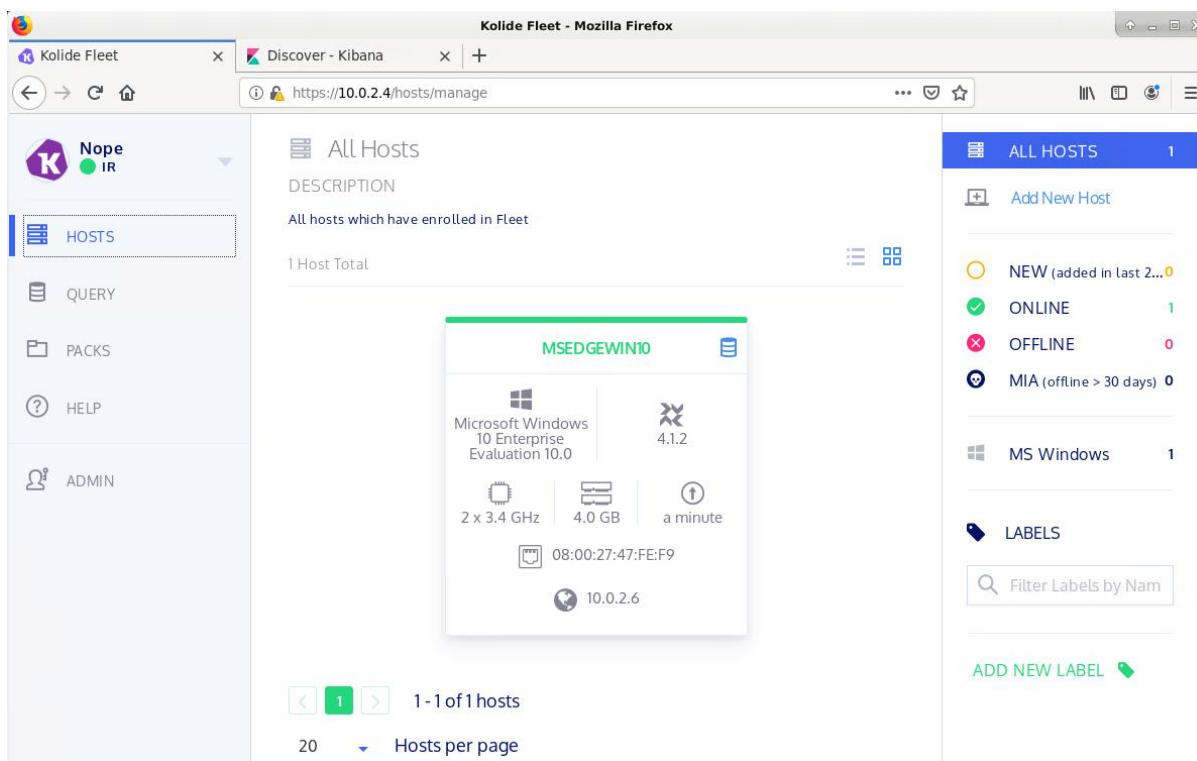 Kolide Fleet - Mozilla Firefox
Kolide Fleet
Discover - Kibana
https://10.0.2.4/hosts/manage
Nope
IR
HOSTS
QUERY
PACKS
HELP
ADMIN
All Hosts
DESCRIPTION
All hosts which have enrolled in Fleet
1 Host Total
MSEDGEWIN10
Microsoft Windows
10 Enterprise
Evaluation 10.0
4.1.2
2 x 3.4 GHz 4.0 GB a minute
08:00:27:47:FE:F9
10.0.2.6
1 1 - 1 of 1 hosts
20 Hosts per page
ALL HOSTS 1
Add New Host
NEW (added in last 2... 0
ONLINE 1
OFFLINE 0
MIA (offline > 30 days) 0
MS Windows 1
LABELS
Filter Labels by Nam
ADD NEW LABEL